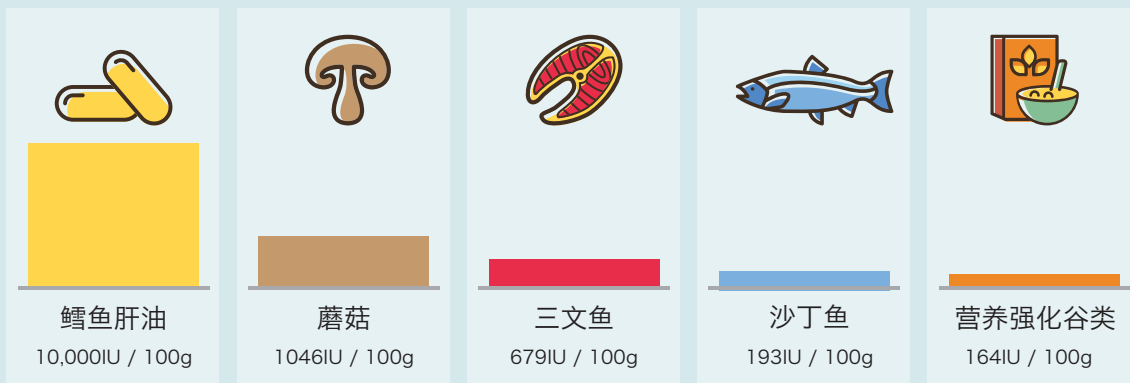 鳕鱼肝油
10,000IU / 100g
蘑菇
1046IU / 100g
三文鱼
679IU / 100g
沙丁鱼
193IU / 100g
营养强化谷类
164IU / 100g